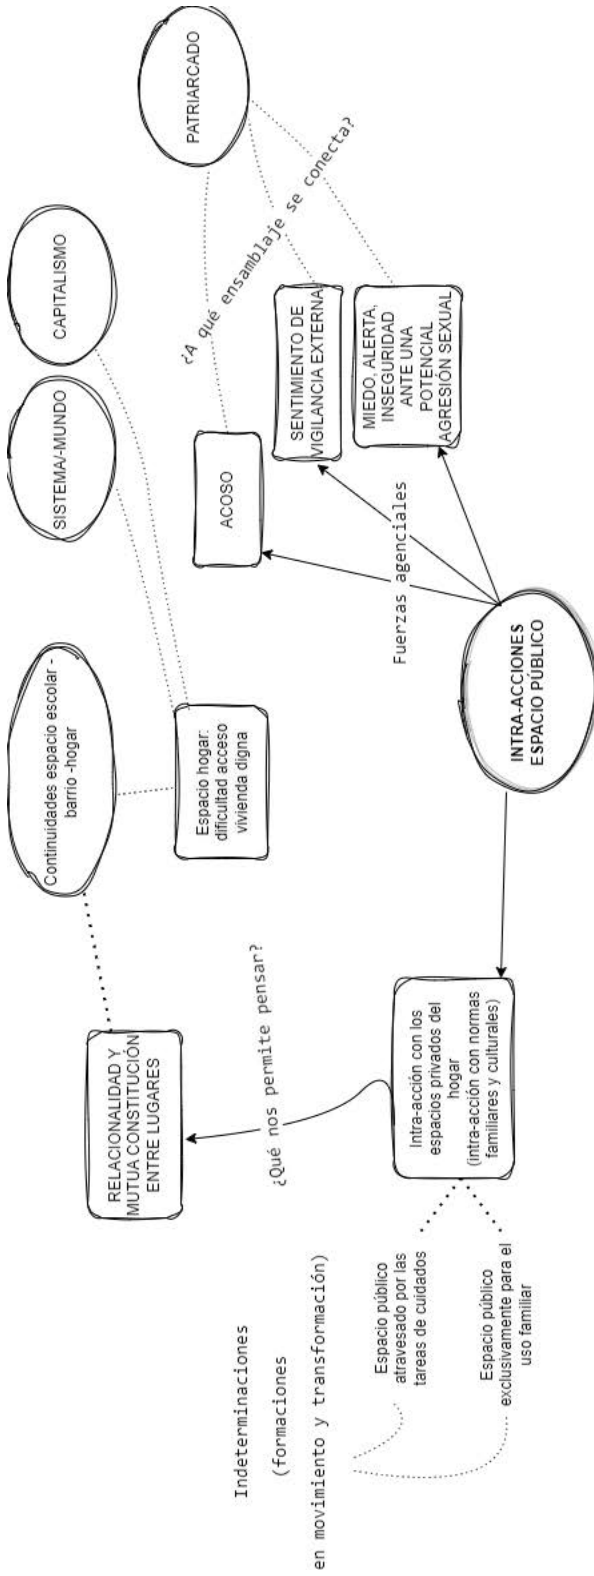 Continuidades espacio escolar -
barrio -hogar
SISTEMA/-MUNDO
CAPITALISMO
PATRIARCADO
RELACIONALIDAD Y
MUTUA CONSTITUCIÓN
ENTRE LUGARES
Espacio hogar:
dificultad acceso
vivienda digna
ACOSO
¿A qué ensamblaje se conecta?
SENTIMIENTO DE
VIGILANCIA EXTERNA
MIEDO, ALERTA,
INSEGURIDAD
ANTE UNA
POTENCIAL
AGRESIÓN SEXUAL
¿Qué nos permite pensar?
Fuerzas agenciales
Indeterminaciones
(formaciones
en movimiento y transformación)
Espacio público
atravesado por las
tareas de cuidados
Espacio público
exclusivamente para el
uso familiar
Intra-acción con los
espacios privados del
hogar
(intra-acción con normas
familiares y culturales)
INTRA-ACCIONES
ESPACIO PÚBLICO